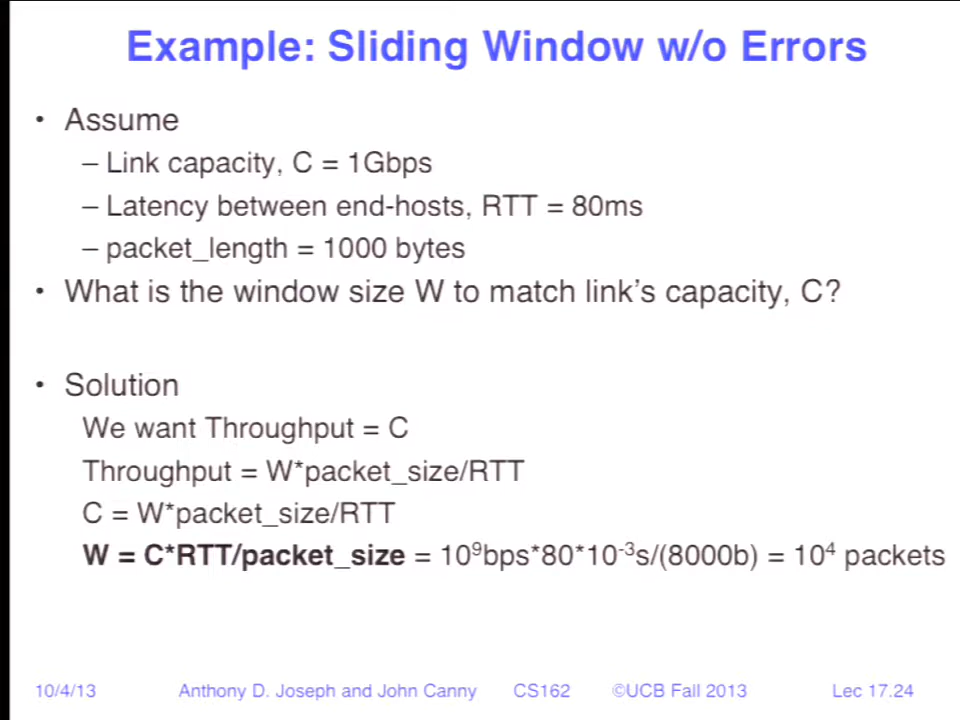 Example: Sliding Window w/o Errors
• Assume
– Link capacity, C = 1Gbps
– Latency between end-hosts, RTT = 80ms
– packet_length = 1000 bytes
• What is the window size W to match link's capacity, C?
• Solution
We want Throughput = C
Throughput = W*packet_size/RTT
C = W*packet_size/RTT
W = C*RTT/packet_size = 10⁹bps*80*10⁻³s/(8000b) = 10⁴ packets
10/4/13 Anthony D. Joseph and John Canny CS162 ©UCB Fall 2013 Lec 17.24